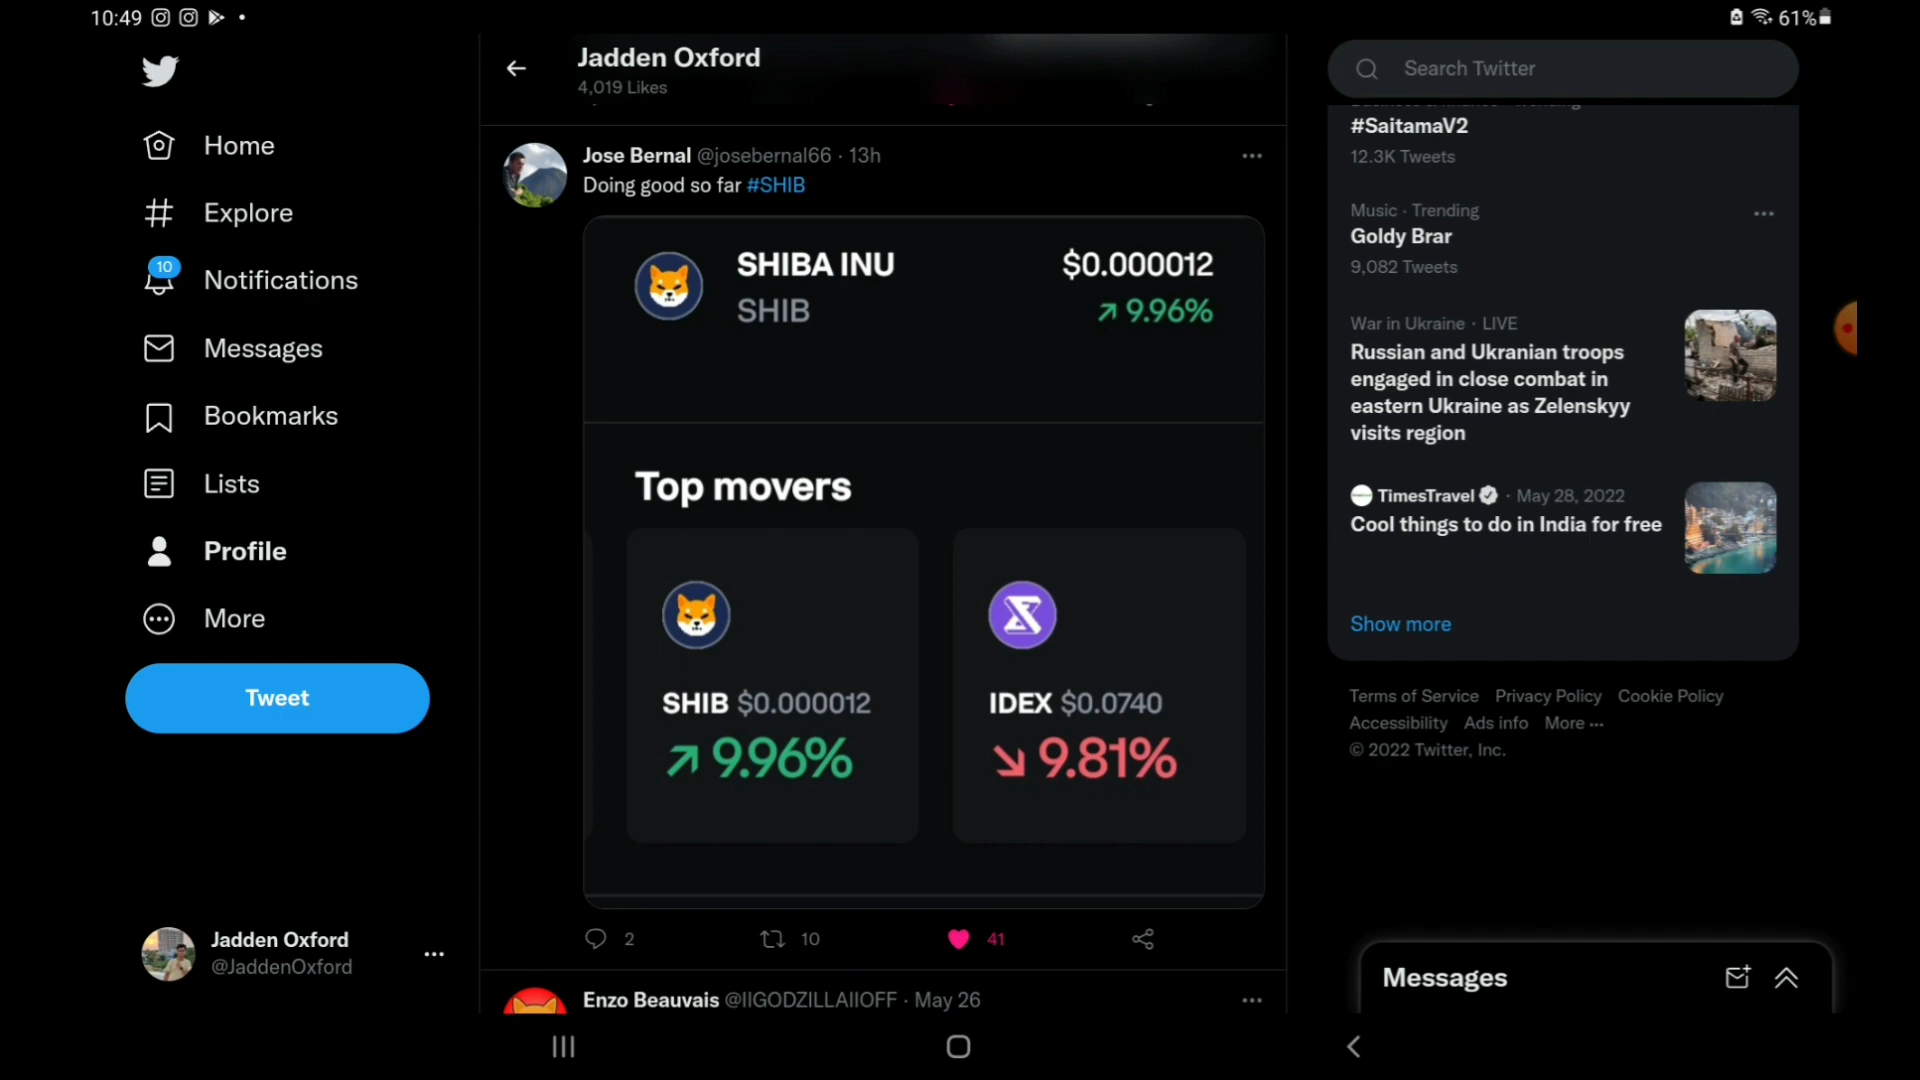 10:49
61%
Home
Explore
10
Notifications
Messages
Bookmarks
Lists
Profile
More
Tweet
Jadden Oxford
@JaddenOxford
Jadden Oxford
4,019 Likes
Jose Bernal @josebernal66 · 13h
Doing good so far #SHIB
SHIBA INU $0.000012
SHIB 9.96%
Top movers
SHIB $0.000012
9.96%
IDEX $0.0740
9.81%
2 10 41
Enzo Beauvais @IIGODZILLAIIOFF · May 26
Search Twitter
#SaitamaV2
12.3K Tweets
Music · Trending
Goldy Brar
9,082 Tweets
War in Ukraine · LIVE
Russian and Ukranian troops
engaged in close combat in
eastern Ukraine as Zelenskyy
visits region
TimesTravel · May 28, 2022
Cool things to do in India for free
Show more
Terms of Service Privacy Policy Cookie Policy
Accessibility Ads info More ···
© 2022 Twitter, Inc.
Messages